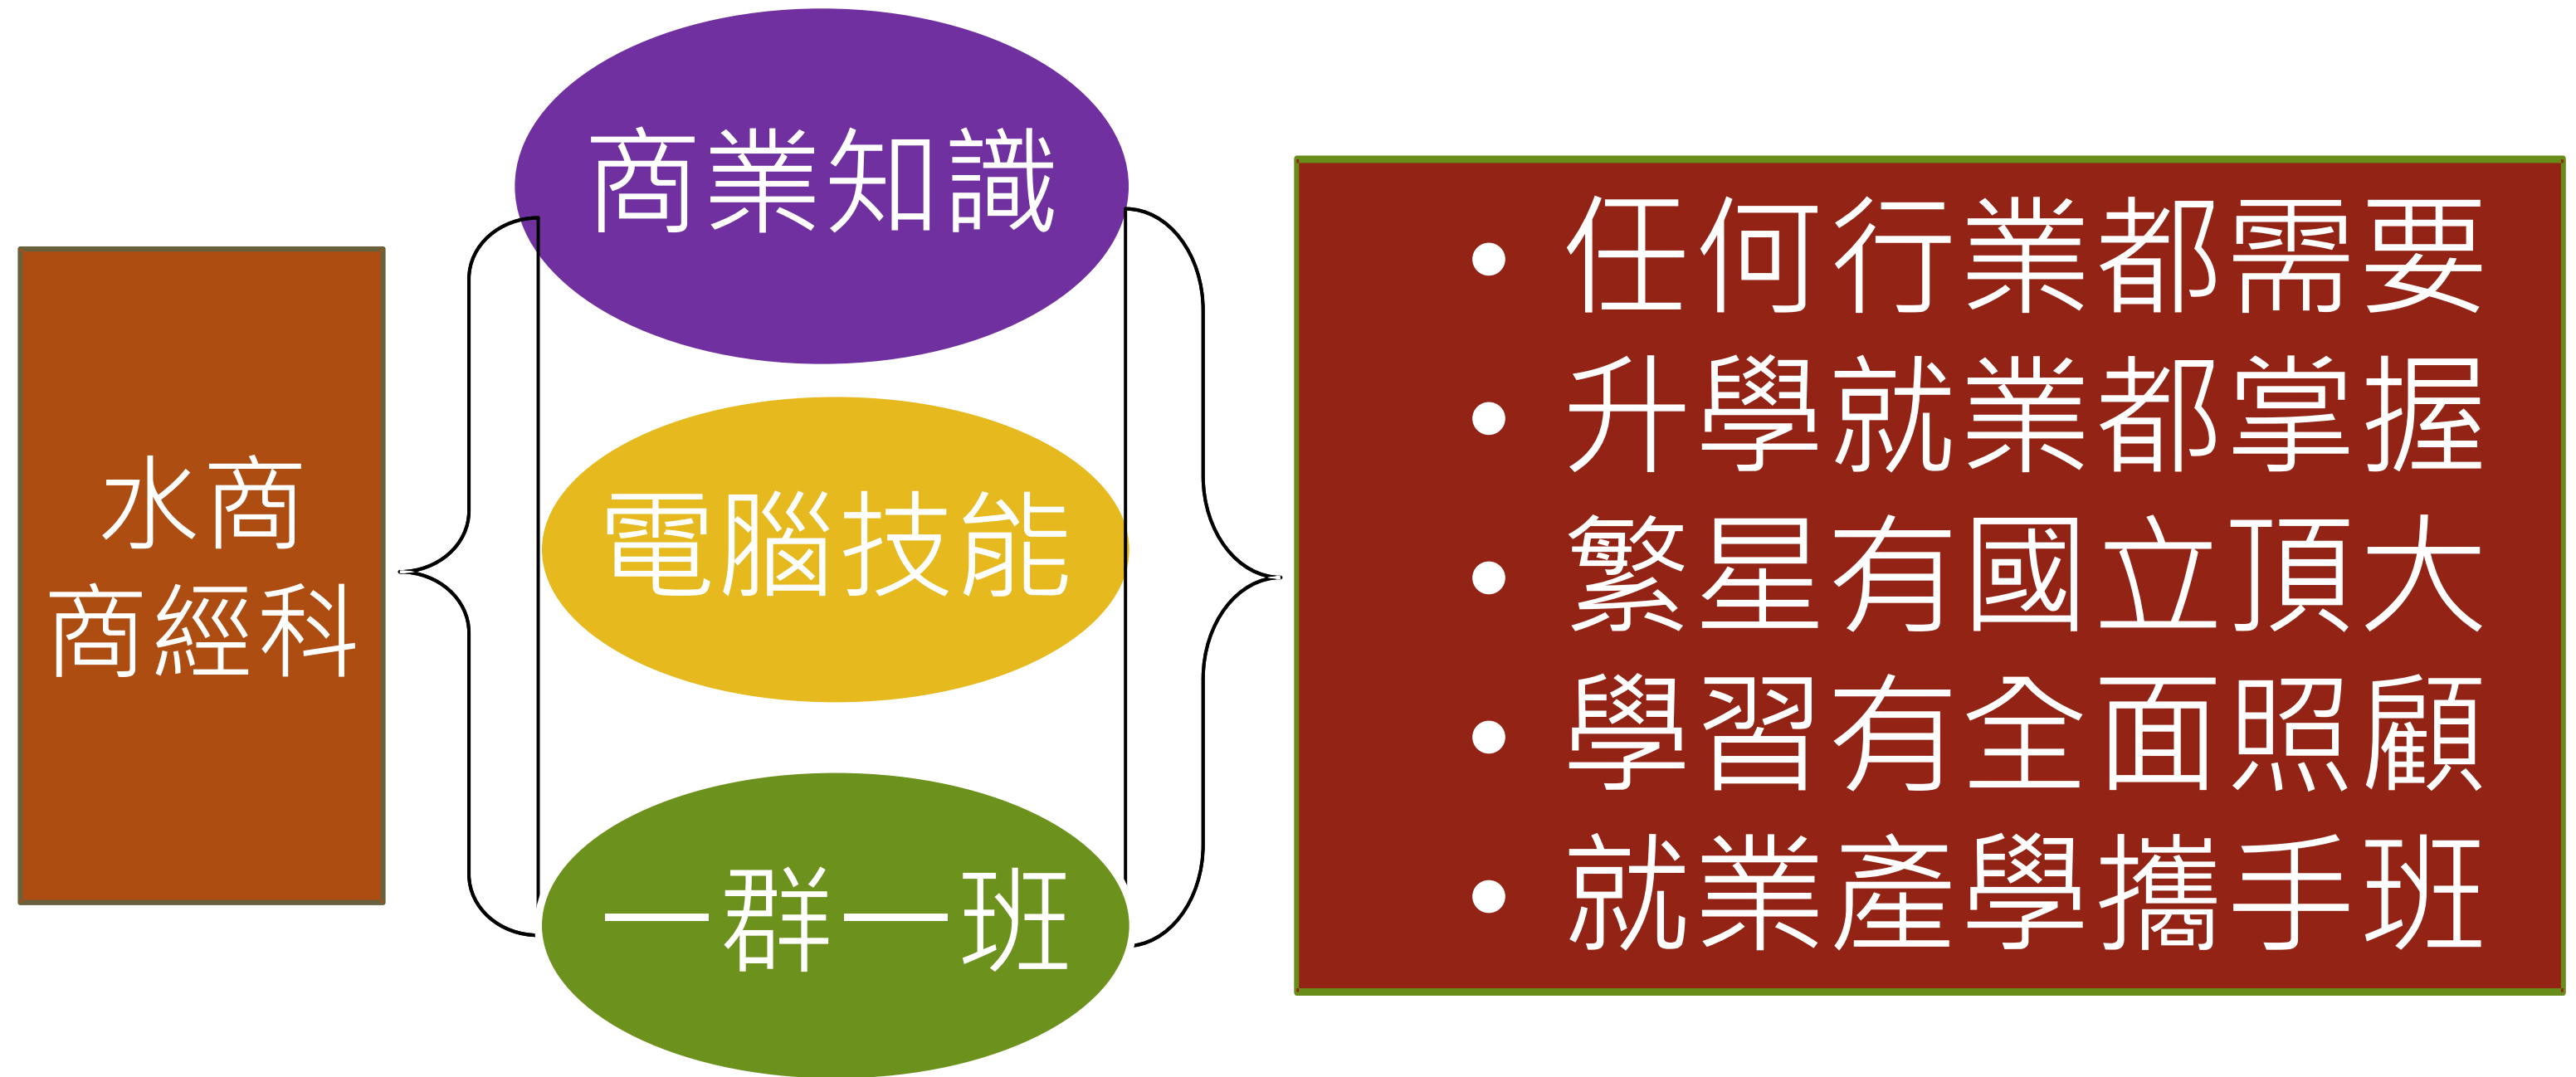 水商
商經科
商業知識
電腦技能
一群一班
• 任何行業都需要
• 升學就業都掌握
• 繁星有國立頂大
• 學習有全面照顧
• 就業產學攜手班